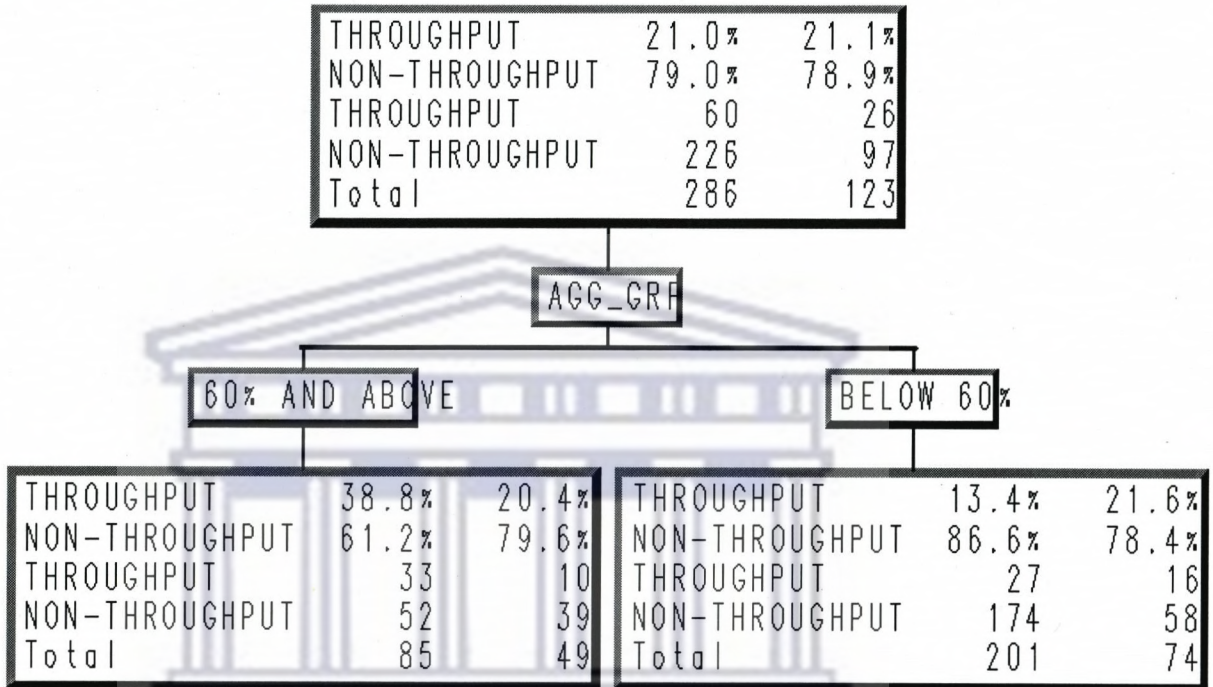 THROUGHPUT 21.0% 21.1%
NON-THROUGHPUT 79.0% 78.9%
THROUGHPUT 60 26
NON-THROUGHPUT 226 97
Total 286 123
AGG_GRP
60% AND ABOVE
BELOW 60%
THROUGHPUT 38.8% 20.4%
NON-THROUGHPUT 61.2% 79.6%
THROUGHPUT 33 10
NON-THROUGHPUT 52 39
Total 85 49
THROUGHPUT 13.4% 21.6%
NON-THROUGHPUT 86.6% 78.4%
THROUGHPUT 27 16
NON-THROUGHPUT 174 58
Total 201 74